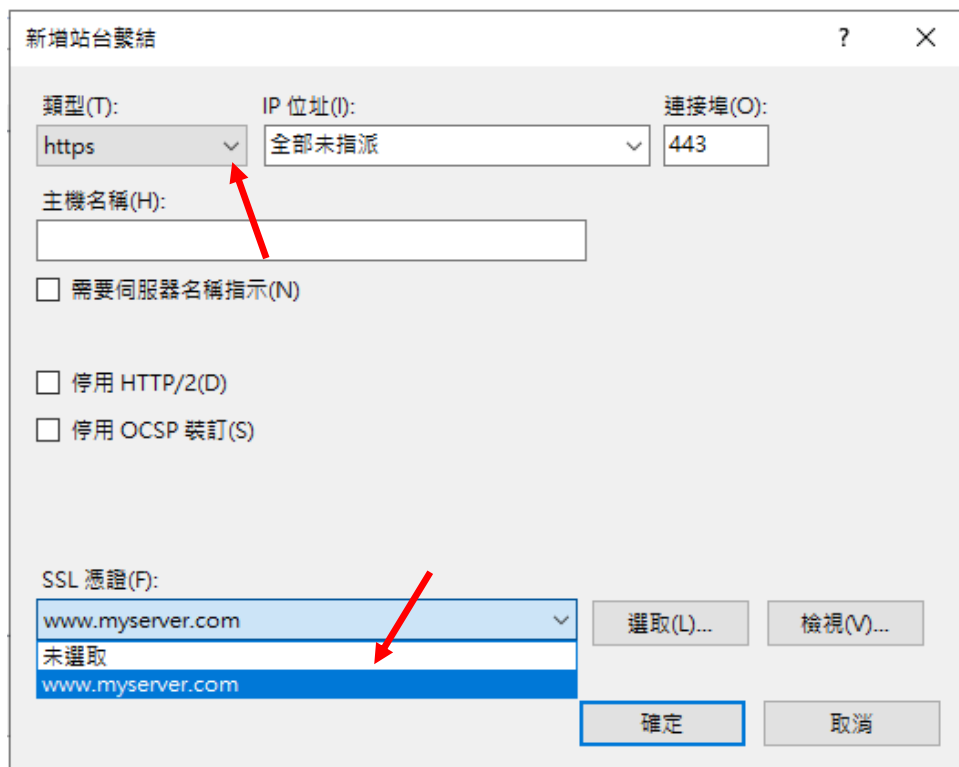 新增站台繫結
?
類型(T): IP 位址(I): 連接埠(O):
https 全部未指派 443
主機名稱(H):
需要伺服器名稱指示(N)
停用 HTTP/2(D)
停用 OCSP 裝訂(S)
SSL 憑證(F):
www.myserver.com 選取(L)... 檢視(V)...
未選取
www.myserver.com
確定 取消